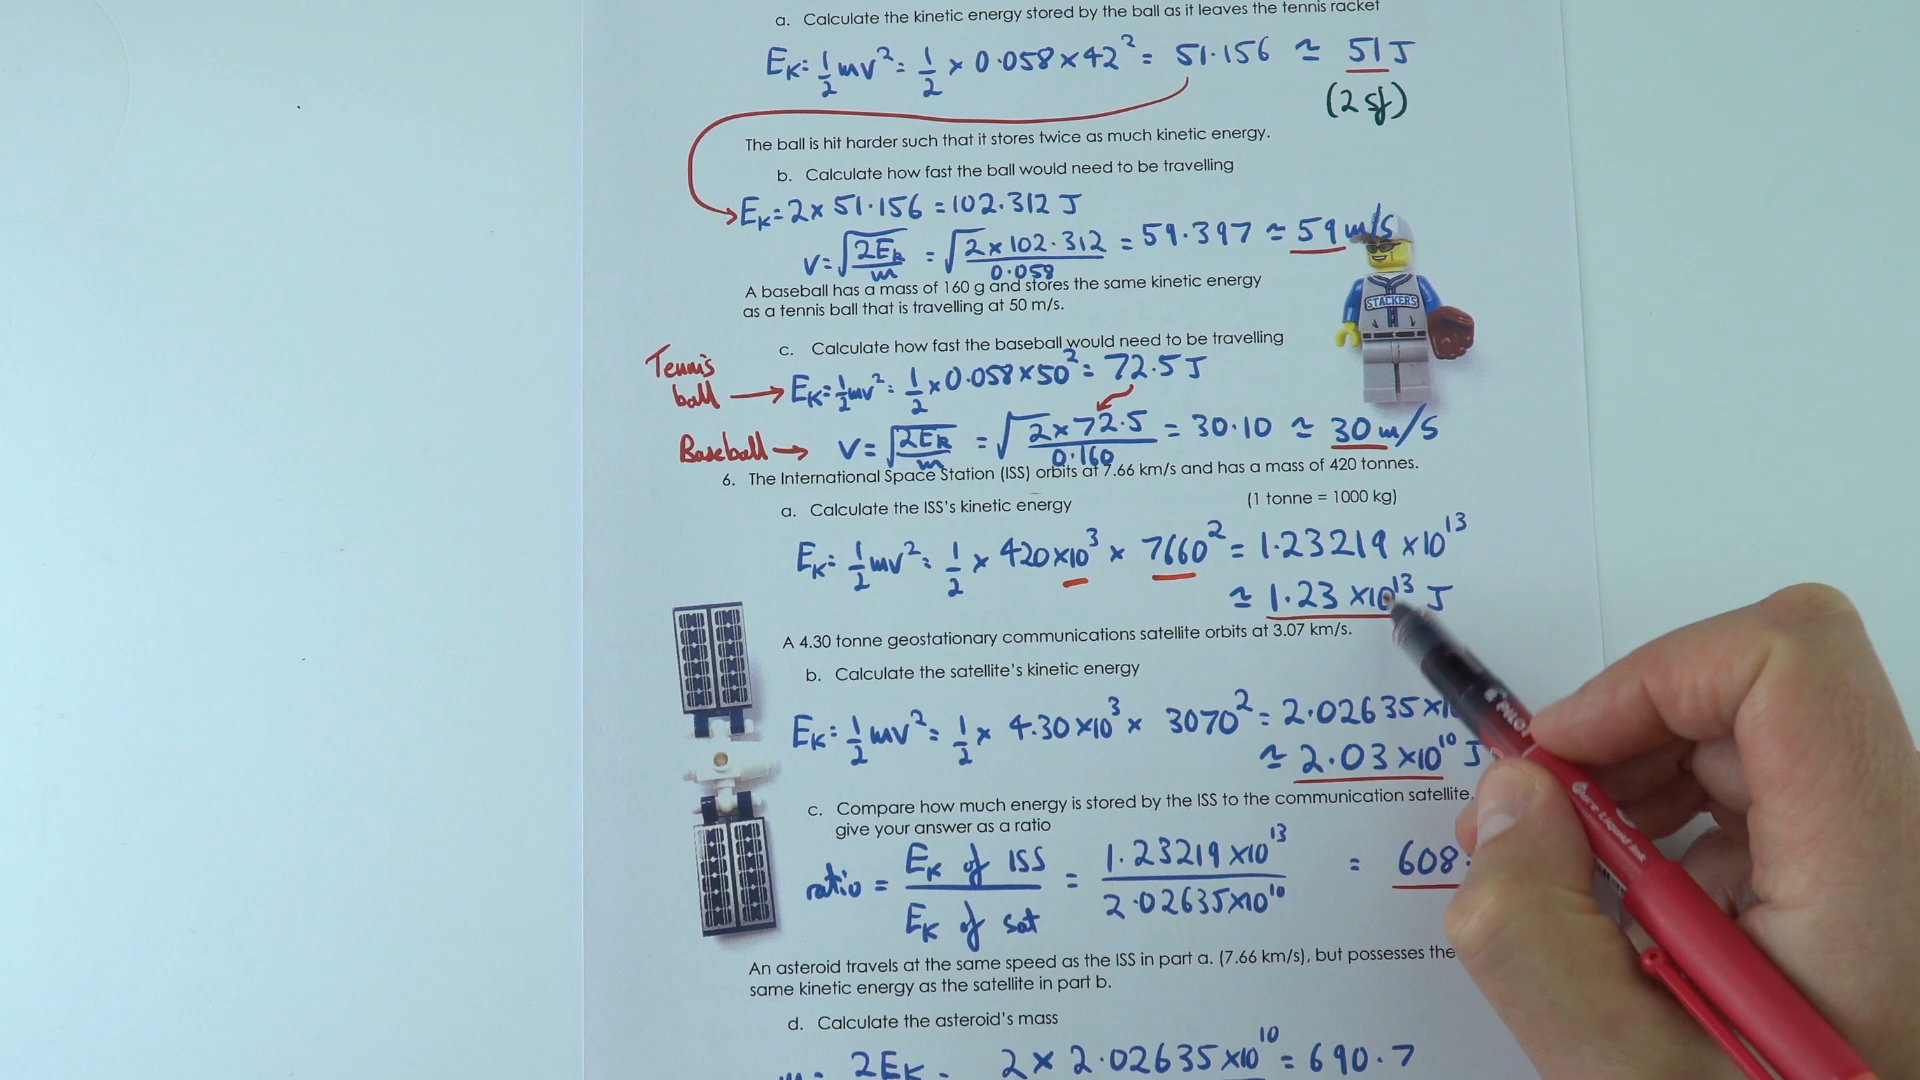 a. Calculate the kinetic energy stored by the ball as it leaves the tennis racket
Eₖ = 1/2 mv² = 1/2 × 0.058 × 42² = 51.156 ≃ 51 J
(2 sf)
The ball is hit harder such that it stores twice as much kinetic energy.
b. Calculate how fast the ball would need to be travelling
Eₖ = 2 × 51.156 = 102.312 J
v = √(2Eₖ/m) = √(2 × 102.312/0.058) = 59.397 ≃ 59 m/s
A baseball has a mass of 160 g and stores the same kinetic energy
as a tennis ball that is travelling at 50 m/s.
STACKERS
c. Calculate how fast the baseball would need to be travelling
Tennis
ball → Eₖ = 1/2 mv² = 1/2 × 0.058 × 50² = 72.5 J
Baseball → v = √(2Eₖ/m) = √(2 × 72.5/0.160) = 30.10 ≃ 30 m/s
6. The International Space Station (ISS) orbits at 7.66 km/s and has a mass of 420 tonnes.
a. Calculate the ISS's kinetic energy (1 tonne = 1000 kg)
Eₖ = 1/2 mv² = 1/2 × 420×10³ × 7660² = 1.23219 ×10¹³
≃ 1.23 ×10¹³ J
A 4.30 tonne geostationary communications satellite orbits at 3.07 km/s.
b. Calculate the satellite's kinetic energy
Eₖ = 1/2 mv² = 1/2 × 4.30 ×10³ × 3070² = 2.02635 ×
≃ 2.03 ×10¹⁰ J
c. Compare how much energy is stored by the ISS to the communication satellite,
give your answer as a ratio
ratio = Eₖ of ISS / Eₖ of sat = 1.23219 ×10¹³ / 2.02635×10¹⁰ = 608.
An asteroid travels at the same speed as the ISS in part a. (7.66 km/s), but possesses the
same kinetic energy as the satellite in part b.
d. Calculate the asteroid's mass
2Eₖ = 2 × 2.02635×10¹⁰ = 690.7
PILOT
Pure Liquid Ink